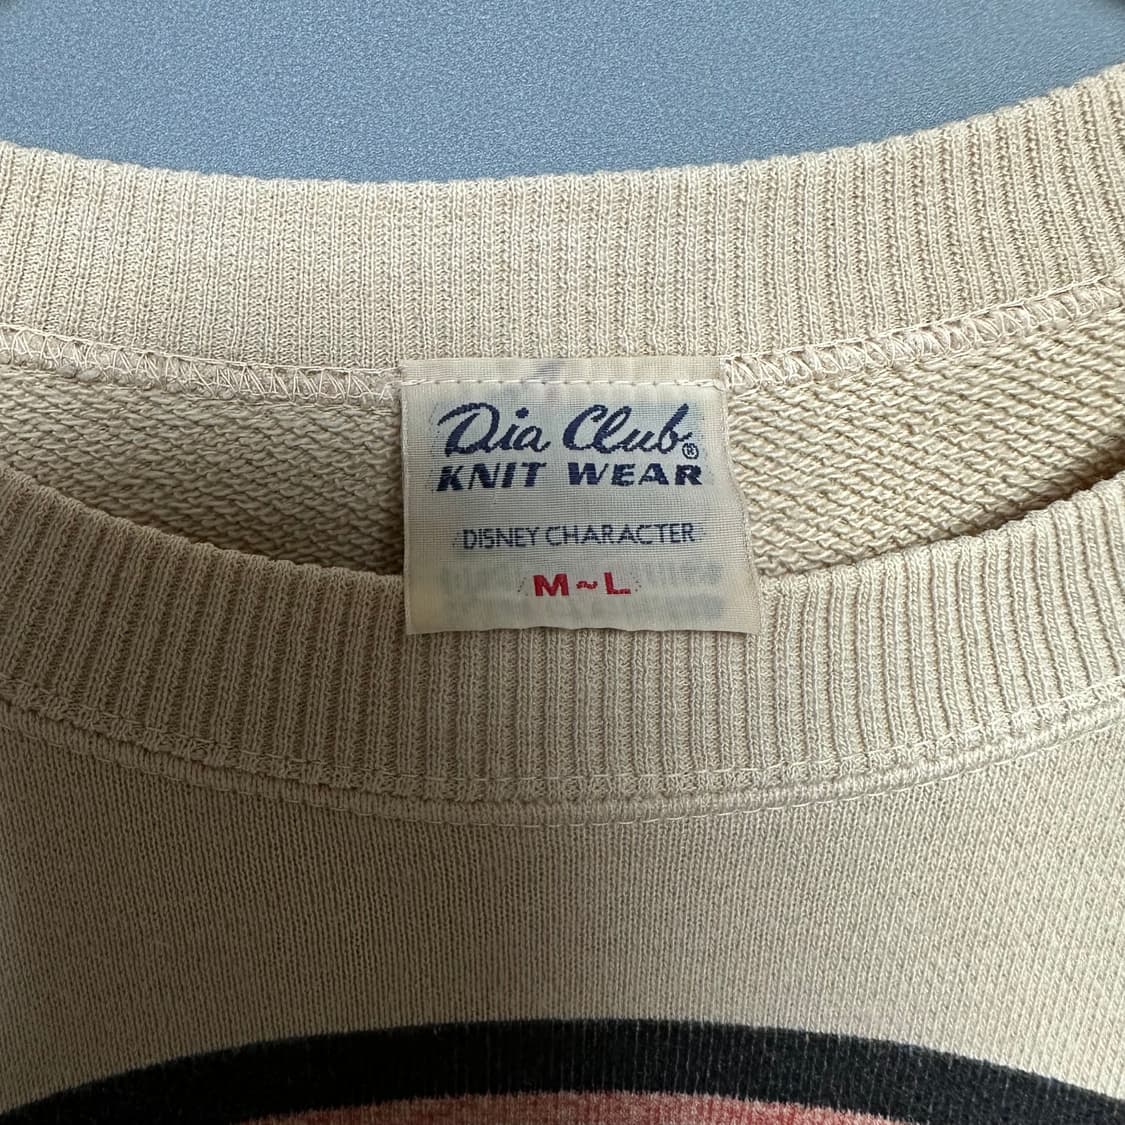 Dia Club®
KNIT WEAR
DISNEY CHARACTER
M~L